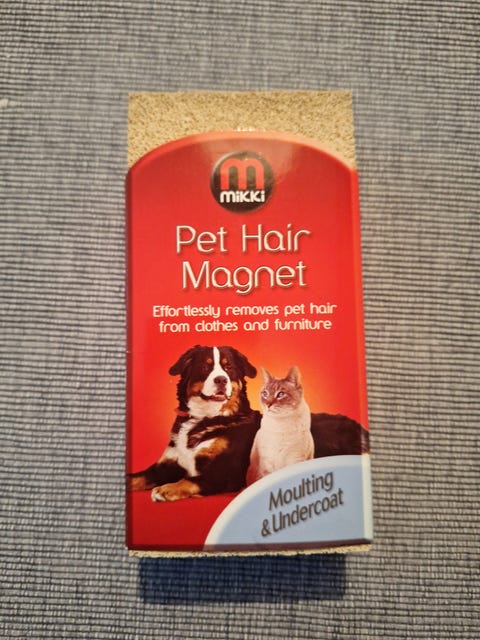 m
mikki
Pet Hair
Magnet
Effortlessly removes pet hair
from clothes and furniture
Moulting
& Undercoat